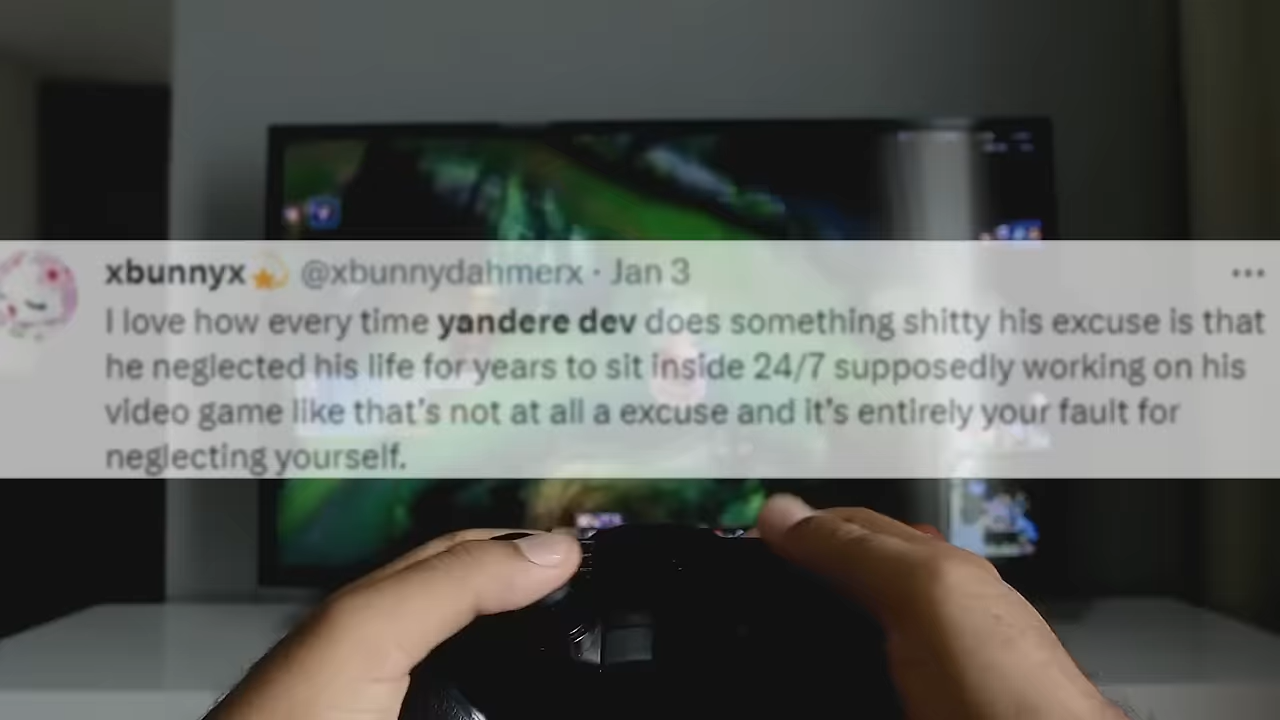 xbunnyx💫 @xbunnydahmerx · Jan 3
I love how every time yandere dev does something shitty his excuse is that
he neglected his life for years to sit inside 24/7 supposedly working on his
video game like that's not at all a excuse and it's entirely your fault for
neglecting yourself.